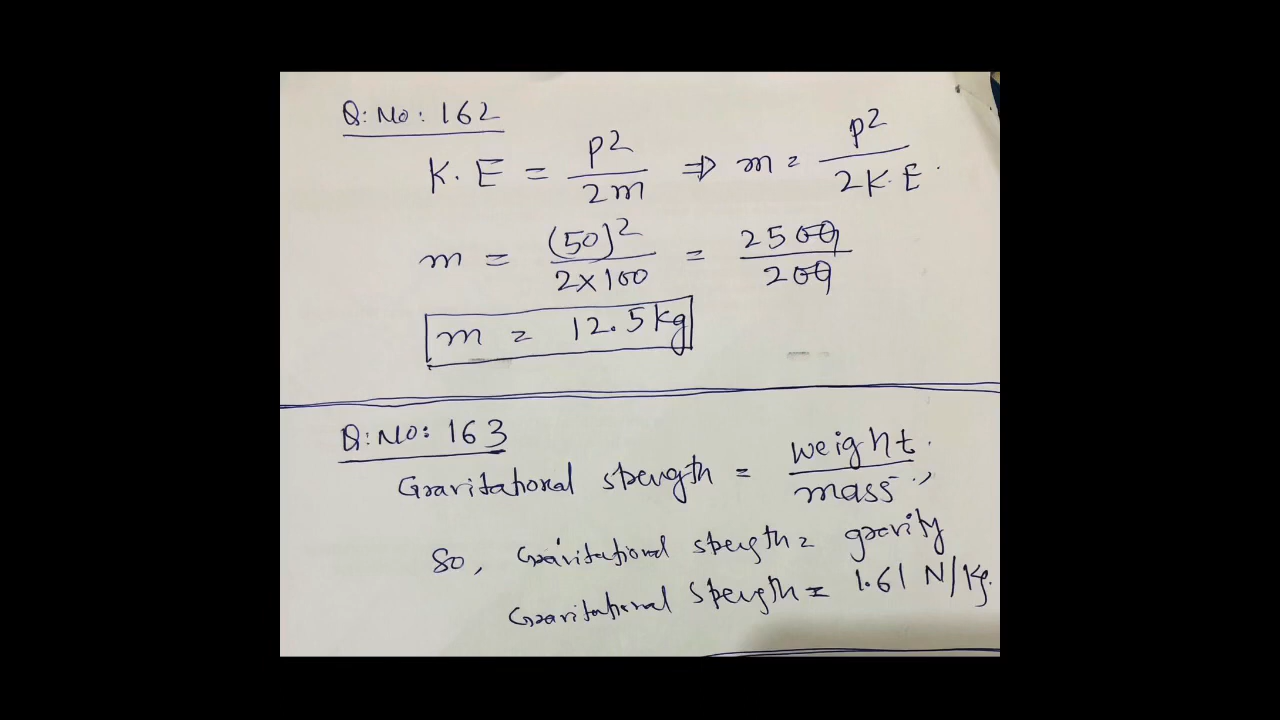 Q: No: 162
K.E = P² / 2m ⇒ m = P² / 2K.E.
m = (50)² / 2×100 = 2500 / 200
m = 12.5 kg
Q: No: 163
Gravitational strength = weight / mass
So, Gravitational strength = gravity
Gravitational strength = 1.61 N/Kg.